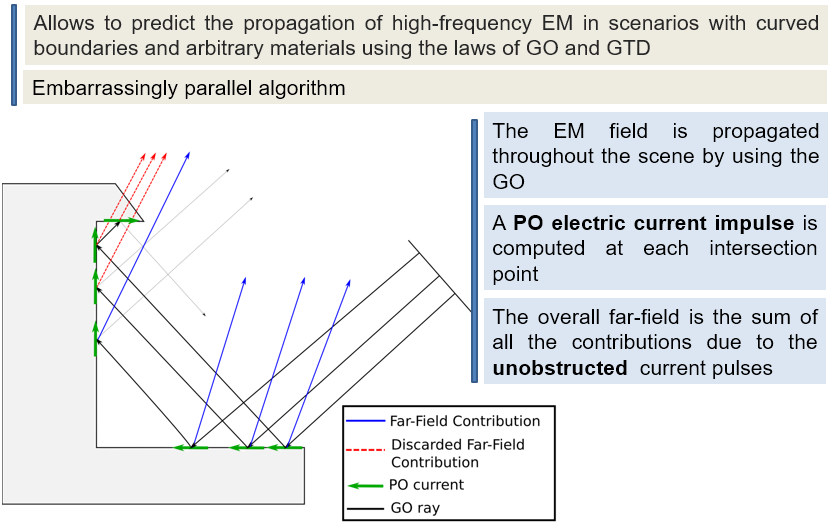 Allows to predict the propagation of high-frequency EM in scenarios with curved
boundaries and arbitrary materials using the laws of GO and GTD
Embarrassingly parallel algorithm
The EM field is propagated
throughout the scene by using the
GO
A PO electric current impulse is
computed at each intersection
point
The overall far-field is the sum of
all the contributions due to the
unobstructed current pulses
Far-Field Contribution
Discarded Far-Field
Contribution
PO current
GO ray